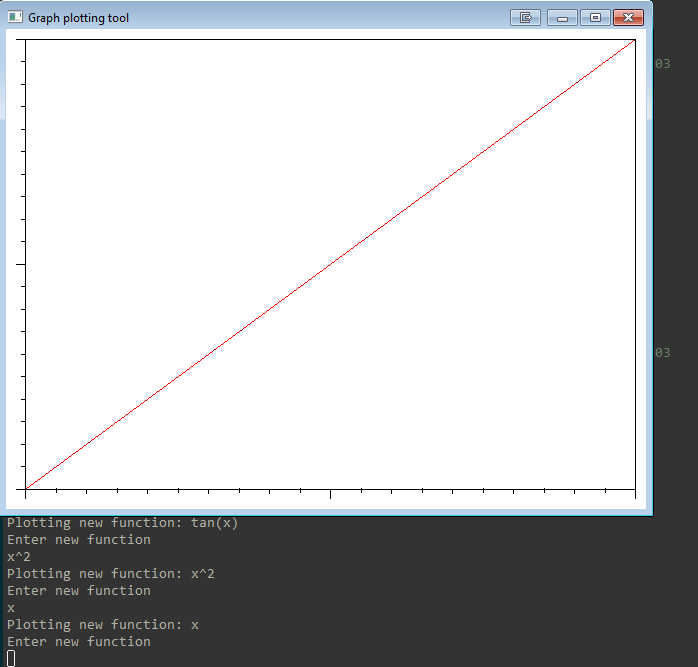 Graph plotting tool
03
03
Plotting new function: tan(x)
Enter new function
x^2
Plotting new function: x^2
Enter new function
x
Plotting new function: x
Enter new function